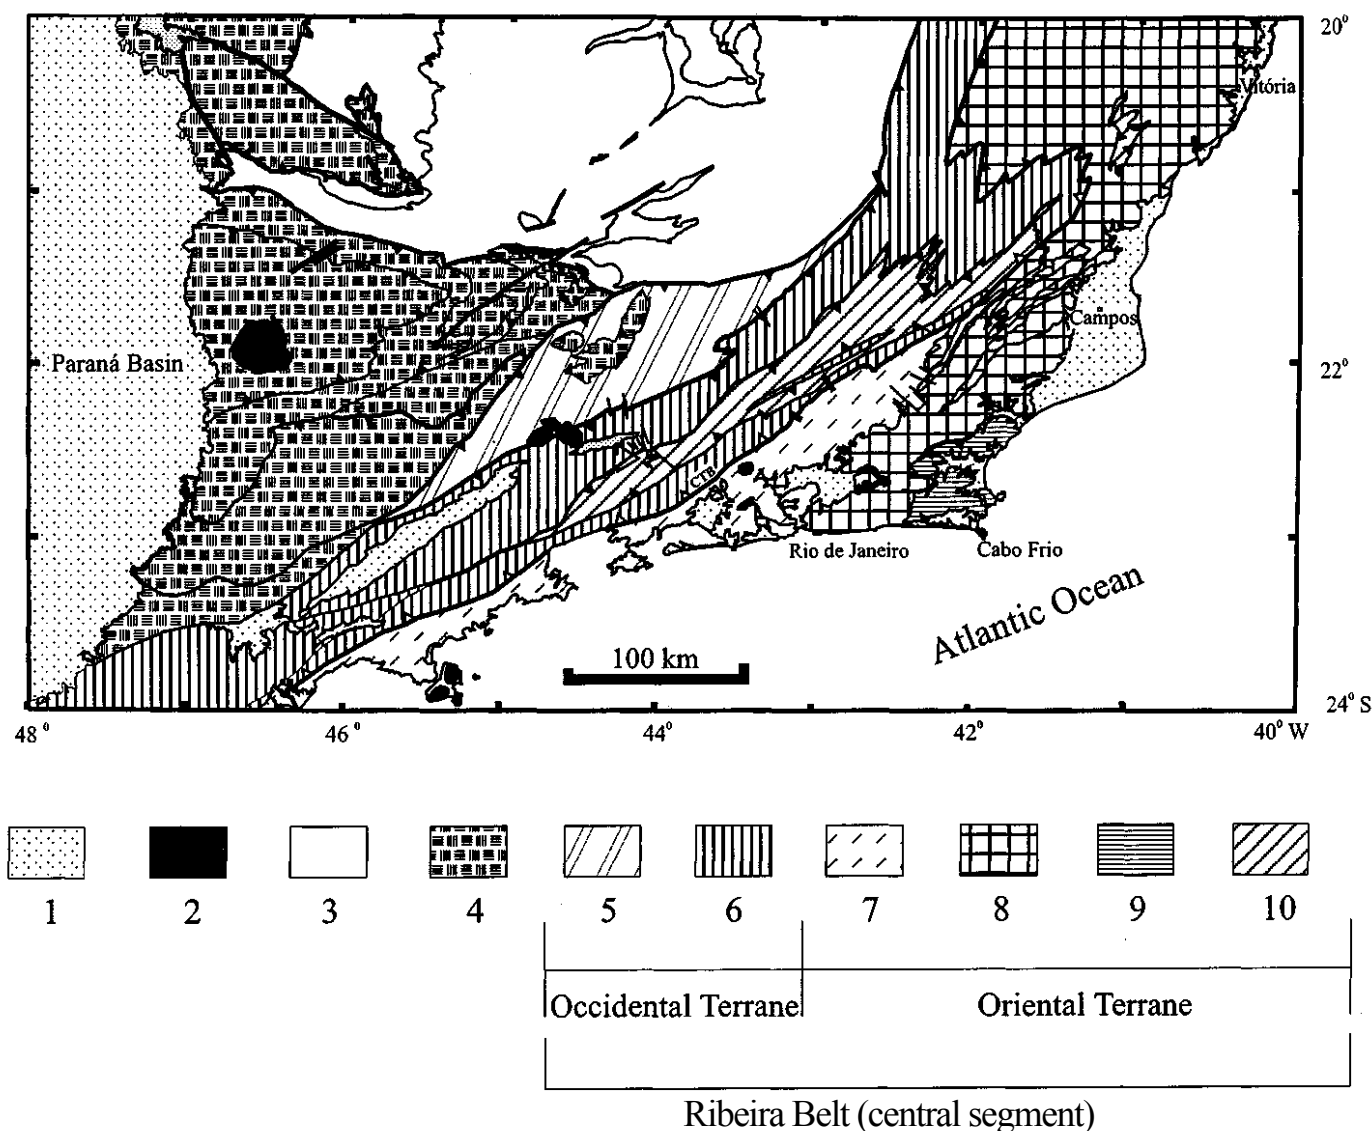 20°
Vitória
Campos
Paraná Basin
22°
CTB
Rio de Janeiro
Cabo Frio
Atlantic Ocean
100 km
24° S
48°
46°
44°
42°
40° W
1
2
3
4
5
6
7
8
9
10
Occidental Terrane
Oriental Terrane
Ribeira Belt (central segment)